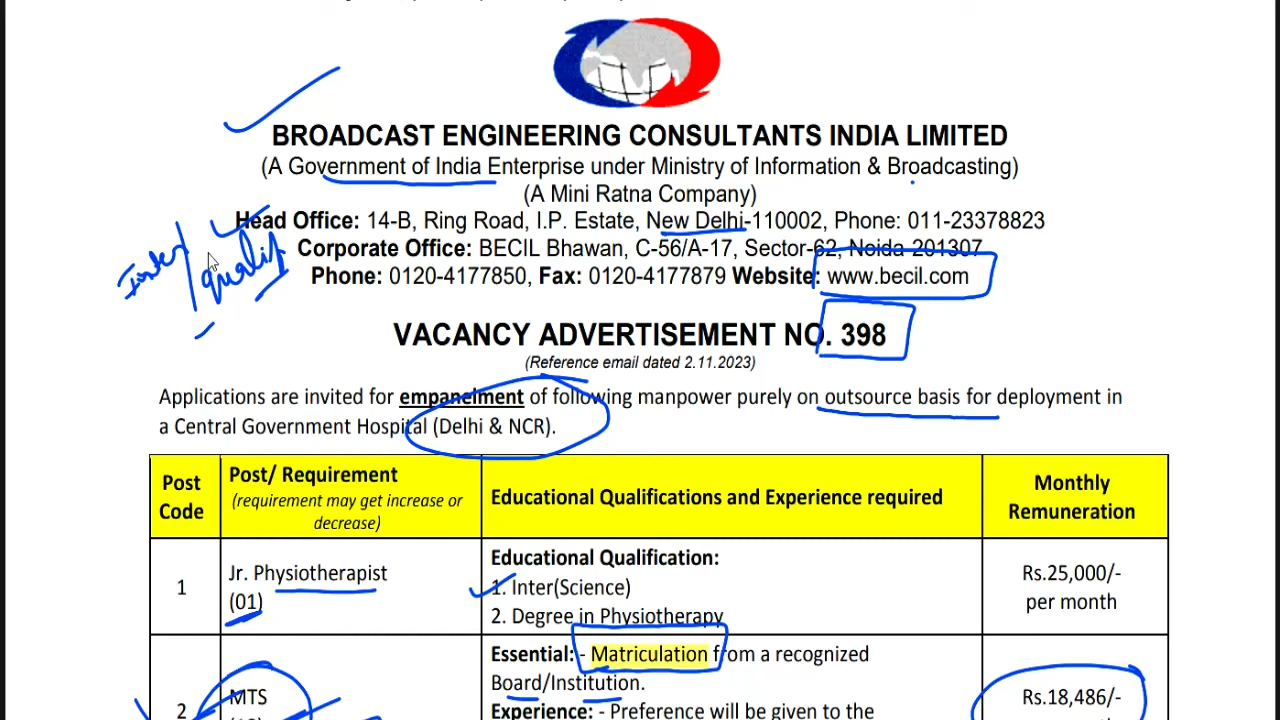 BROADCAST ENGINEERING CONSULTANTS INDIA LIMITED
(A Government of India Enterprise under Ministry of Information & Broadcasting)
(A Mini Ratna Company)
Head Office: 14-B, Ring Road, I.P. Estate, New Delhi-110002, Phone: 011-23378823
Corporate Office: BECIL Bhawan, C-56/A-17, Sector-62, Noida-201307
Phone: 0120-4177850, Fax: 0120-4177879 Website: www.becil.com
Inter/
qualif
VACANCY ADVERTISEMENT NO. 398
(Reference email dated 2.11.2023)
Applications are invited for empanelment of following manpower purely on outsource basis for deployment in
a Central Government Hospital (Delhi & NCR).
Post
Code
Post/ Requirement
(requirement may get increase or
decrease)
Educational Qualifications and Experience required
Monthly
Remuneration
1
Jr. Physiotherapist
(01)
Educational Qualification:
1. Inter(Science)
2. Degree in Physiotherapy
Rs.25,000/-
per month
2
MTS
Essential: - Matriculation from a recognized
Board/Institution.
Experience: - Preference will be given to the
Rs.18,486/-